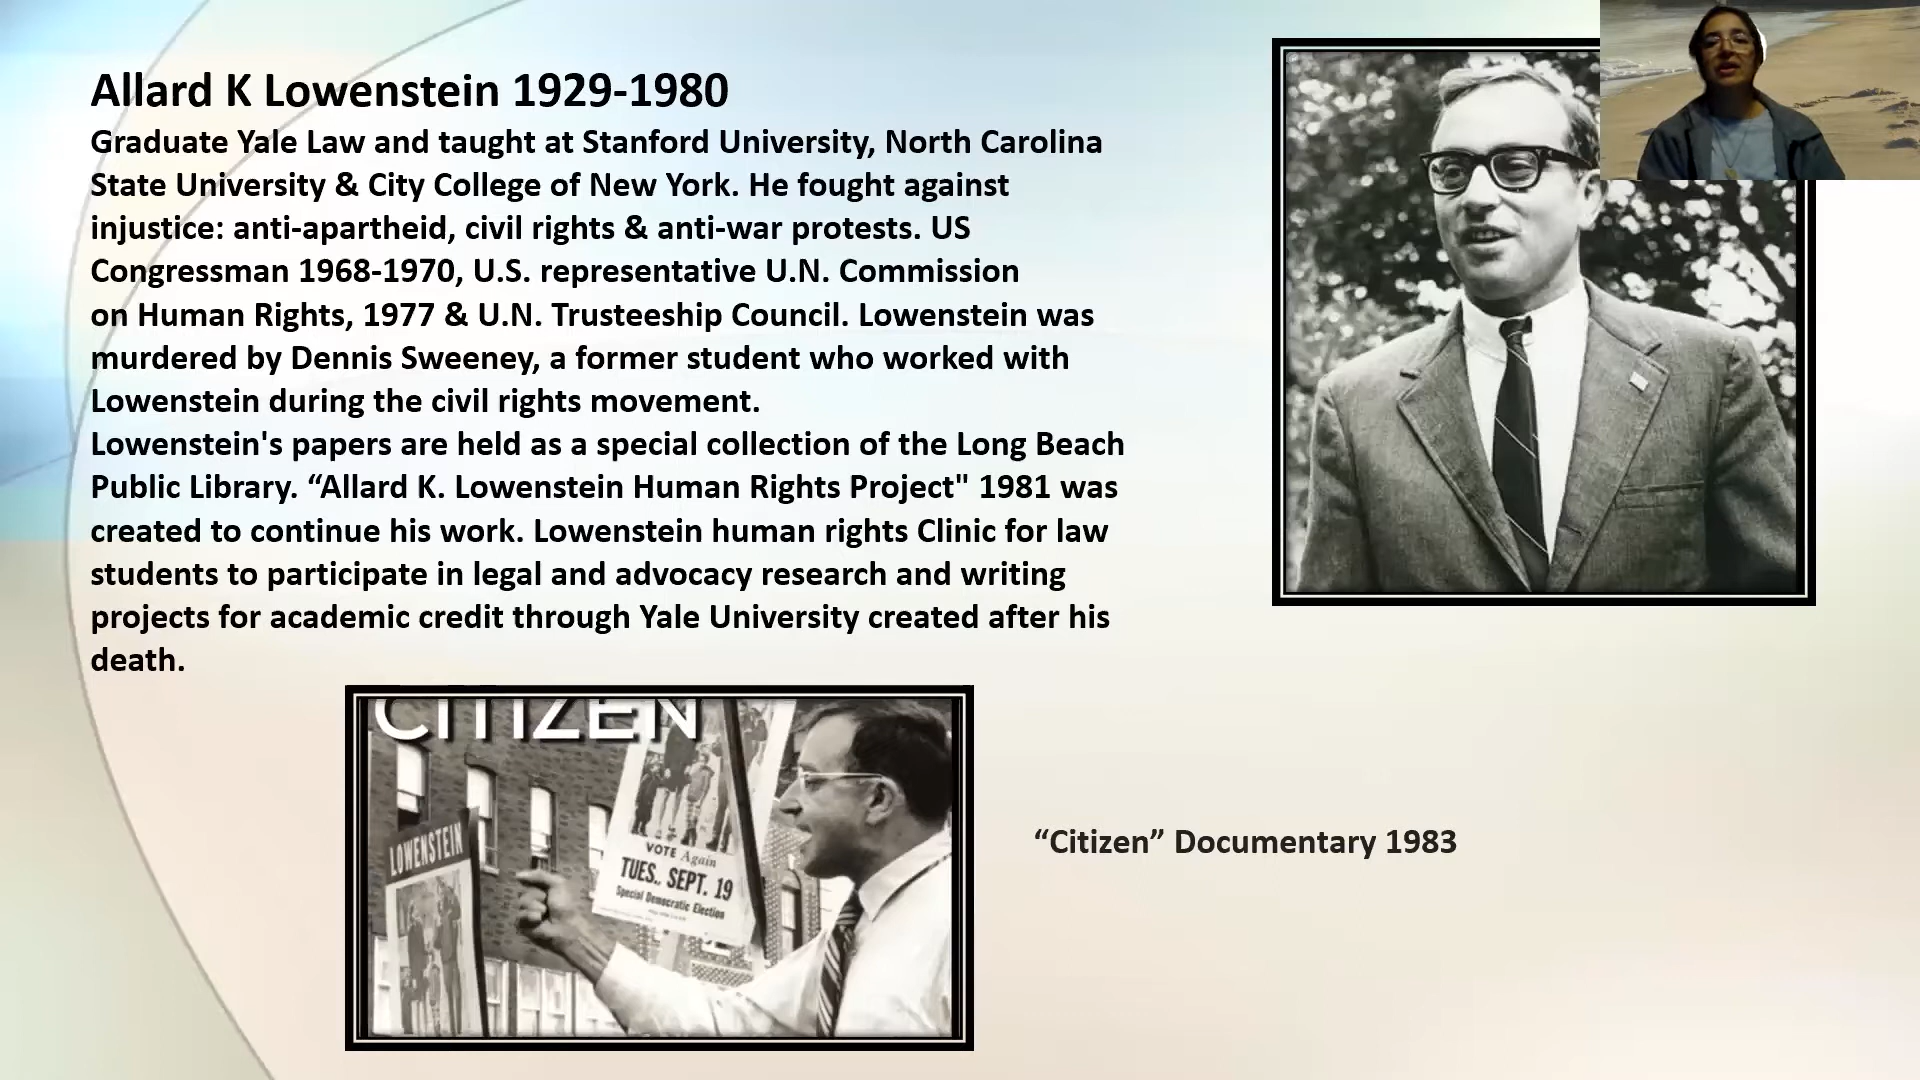 Allard K Lowenstein 1929-1980
Graduate Yale Law and taught at Stanford University, North Carolina
State University & City College of New York. He fought against
injustice: anti-apartheid, civil rights & anti-war protests. US
Congressman 1968-1970, U.S. representative U.N. Commission
on Human Rights, 1977 & U.N. Trusteeship Council. Lowenstein was
murdered by Dennis Sweeney, a former student who worked with
Lowenstein during the civil rights movement.
Lowenstein's papers are held as a special collection of the Long Beach
Public Library. “Allard K. Lowenstein Human Rights Project" 1981 was
created to continue his work. Lowenstein human rights Clinic for law
students to participate in legal and advocacy research and writing
projects for academic credit through Yale University created after his
death.
CITIZEN
LOWENSTEIN
VOTE Again
TUES., SEPT. 19
Special Democratic Election
“Citizen” Documentary 1983